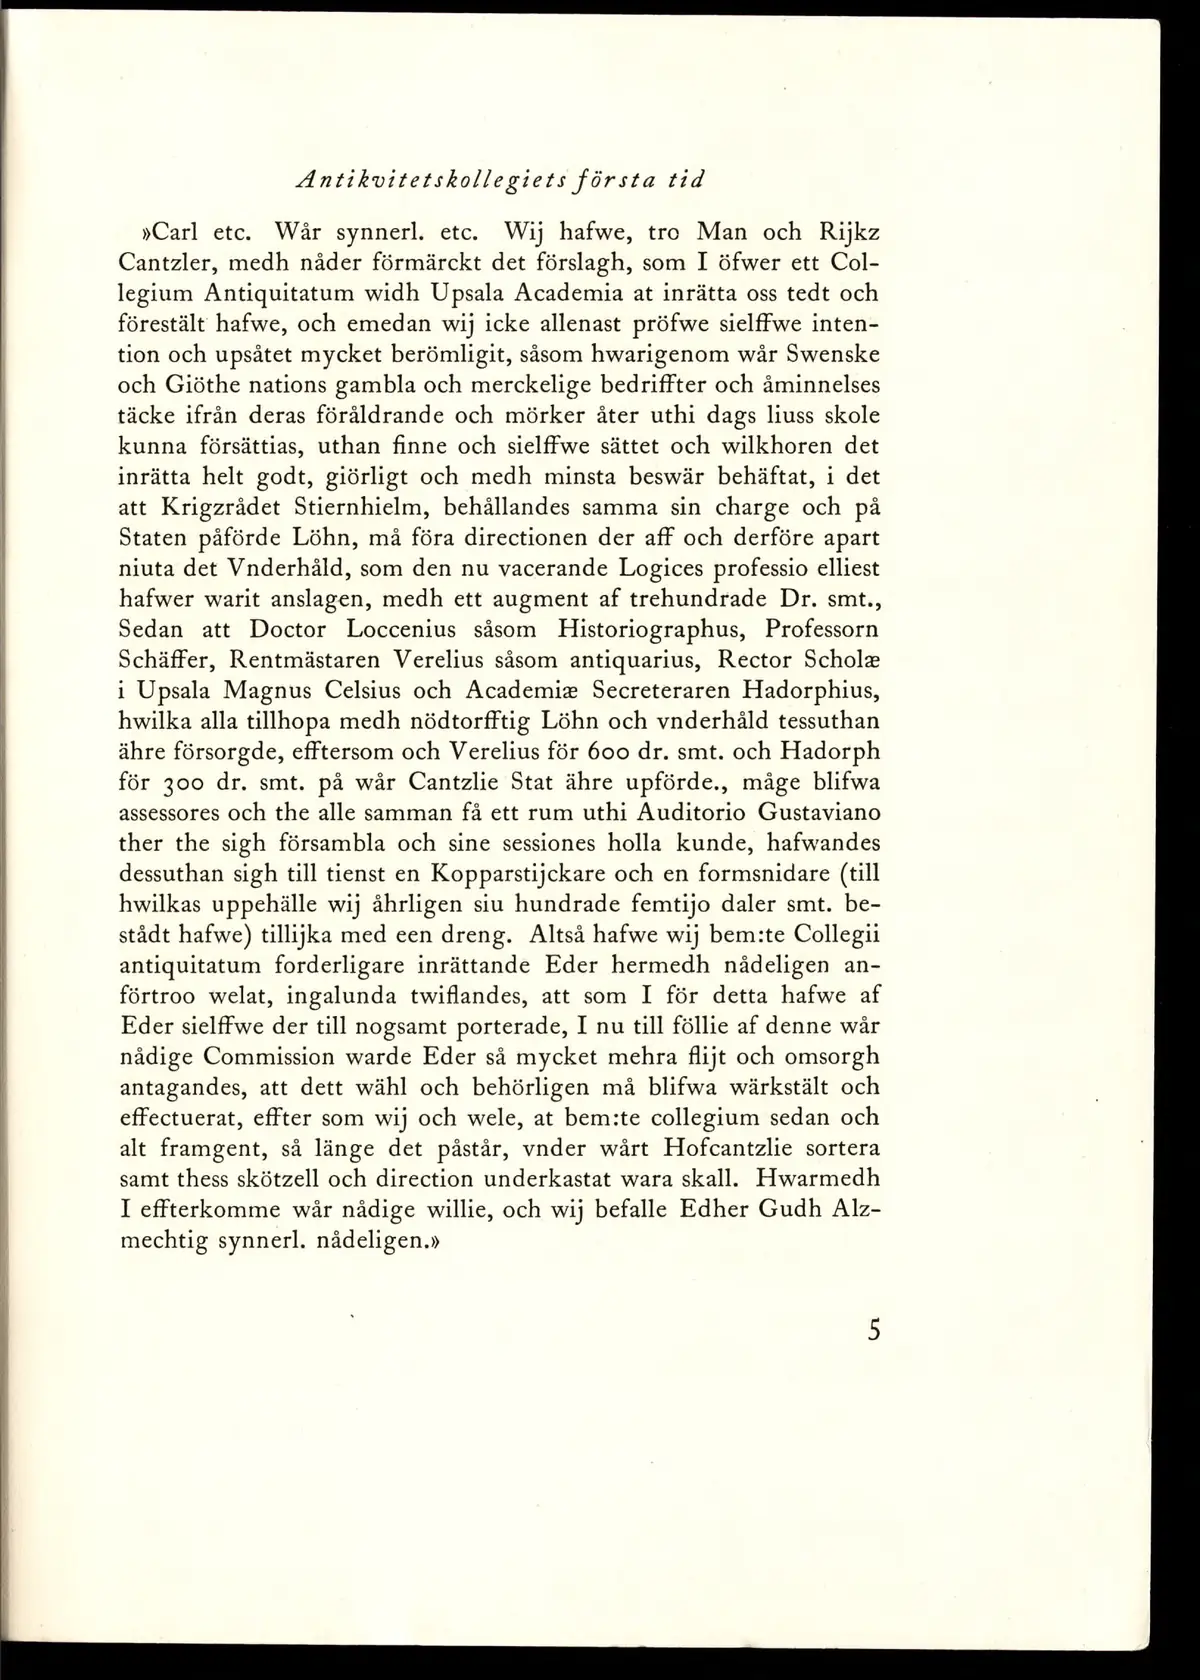 Antikvitetskollegiets första tid
»Carl etc. Wår synnerl. etc. Wij hafwe, tro Man och Rijkz
Cantzler, medh nåder förmärckt det förslagh, som I öfwer ett Col-
legium Antiquitatum widh Upsala Academia at inrätta oss tedt och
förestält hafwe, och emedan wij icke allenast pröfwe sielffwe inten-
tion och upsåtet mycket berömligit, såsom hwarigenom wår Swenske
och Giöthe nations gambla och merckelige bedriffter och åminnelses
täcke ifrån deras föråldrande och mörker åter uthi dags liuss skole
kunna försättias, uthan finne och sielffwe sättet och wilkhoren det
inrätta helt godt, giörligt och medh minsta beswär behäftat, i det
att Krigzrådet Stiernhielm, behållandes samma sin charge och på
Staten påförde Löhn, må föra directionen der aff och derföre apart
niuta det Vnderhåld, som den nu vacerande Logices professio elliest
hafwer warit anslagen, medh ett augment af trehundrade Dr. smt.,
Sedan att Doctor Loccenius såsom Historiographus, Professorn
Schäffer, Rentmästaren Verelius såsom antiquarius, Rector Scholæ
i Upsala Magnus Celsius och Academiæ Secreteraren Hadorphius,
hwilka alla tillhopa medh nödtorfftig Löhn och vnderhåld tessuthan
ähre försorgde, efftersom och Verelius för 600 dr. smt. och Hadorph
för 300 dr. smt. på wår Cantzlie Stat ähre upförde., måge blifwa
assessores och the alle samman få ett rum uthi Auditorio Gustaviano
ther the sigh försambla och sine sessiones holla kunde, hafwandes
dessuthan sigh till tienst en Kopparstijckare och en formsnidare (till
hwilkas uppehälle wij åhrligen siu hundrade femtijo daler smt. be-
stådt hafwe) tillijka med een dreng. Altså hafwe wij bem:te Collegii
antiquitatum forderligare inrättande Eder hermedh nådeligen an-
förtroo welat, ingalunda twiflandes, att som I för detta hafwe af
Eder sielffwe der till nogsamt porterade, I nu till föllie af denne wår
nådige Commission warde Eder så mycket mehra flijt och omsorgh
antagandes, att dett wähl och behörligen må blifwa wärkstält och
effectuerat, effter som wij och wele, at bem:te collegium sedan och
alt framgent, så länge det påstår, vnder wårt Hofcantzlie sortera
samt thess skötzell och direction underkastat wara skall. Hwarmedh
I effterkomme wår nådige willie, och wij befalle Edher Gudh Alz-
mechtig synnerl. nådeligen.»
5